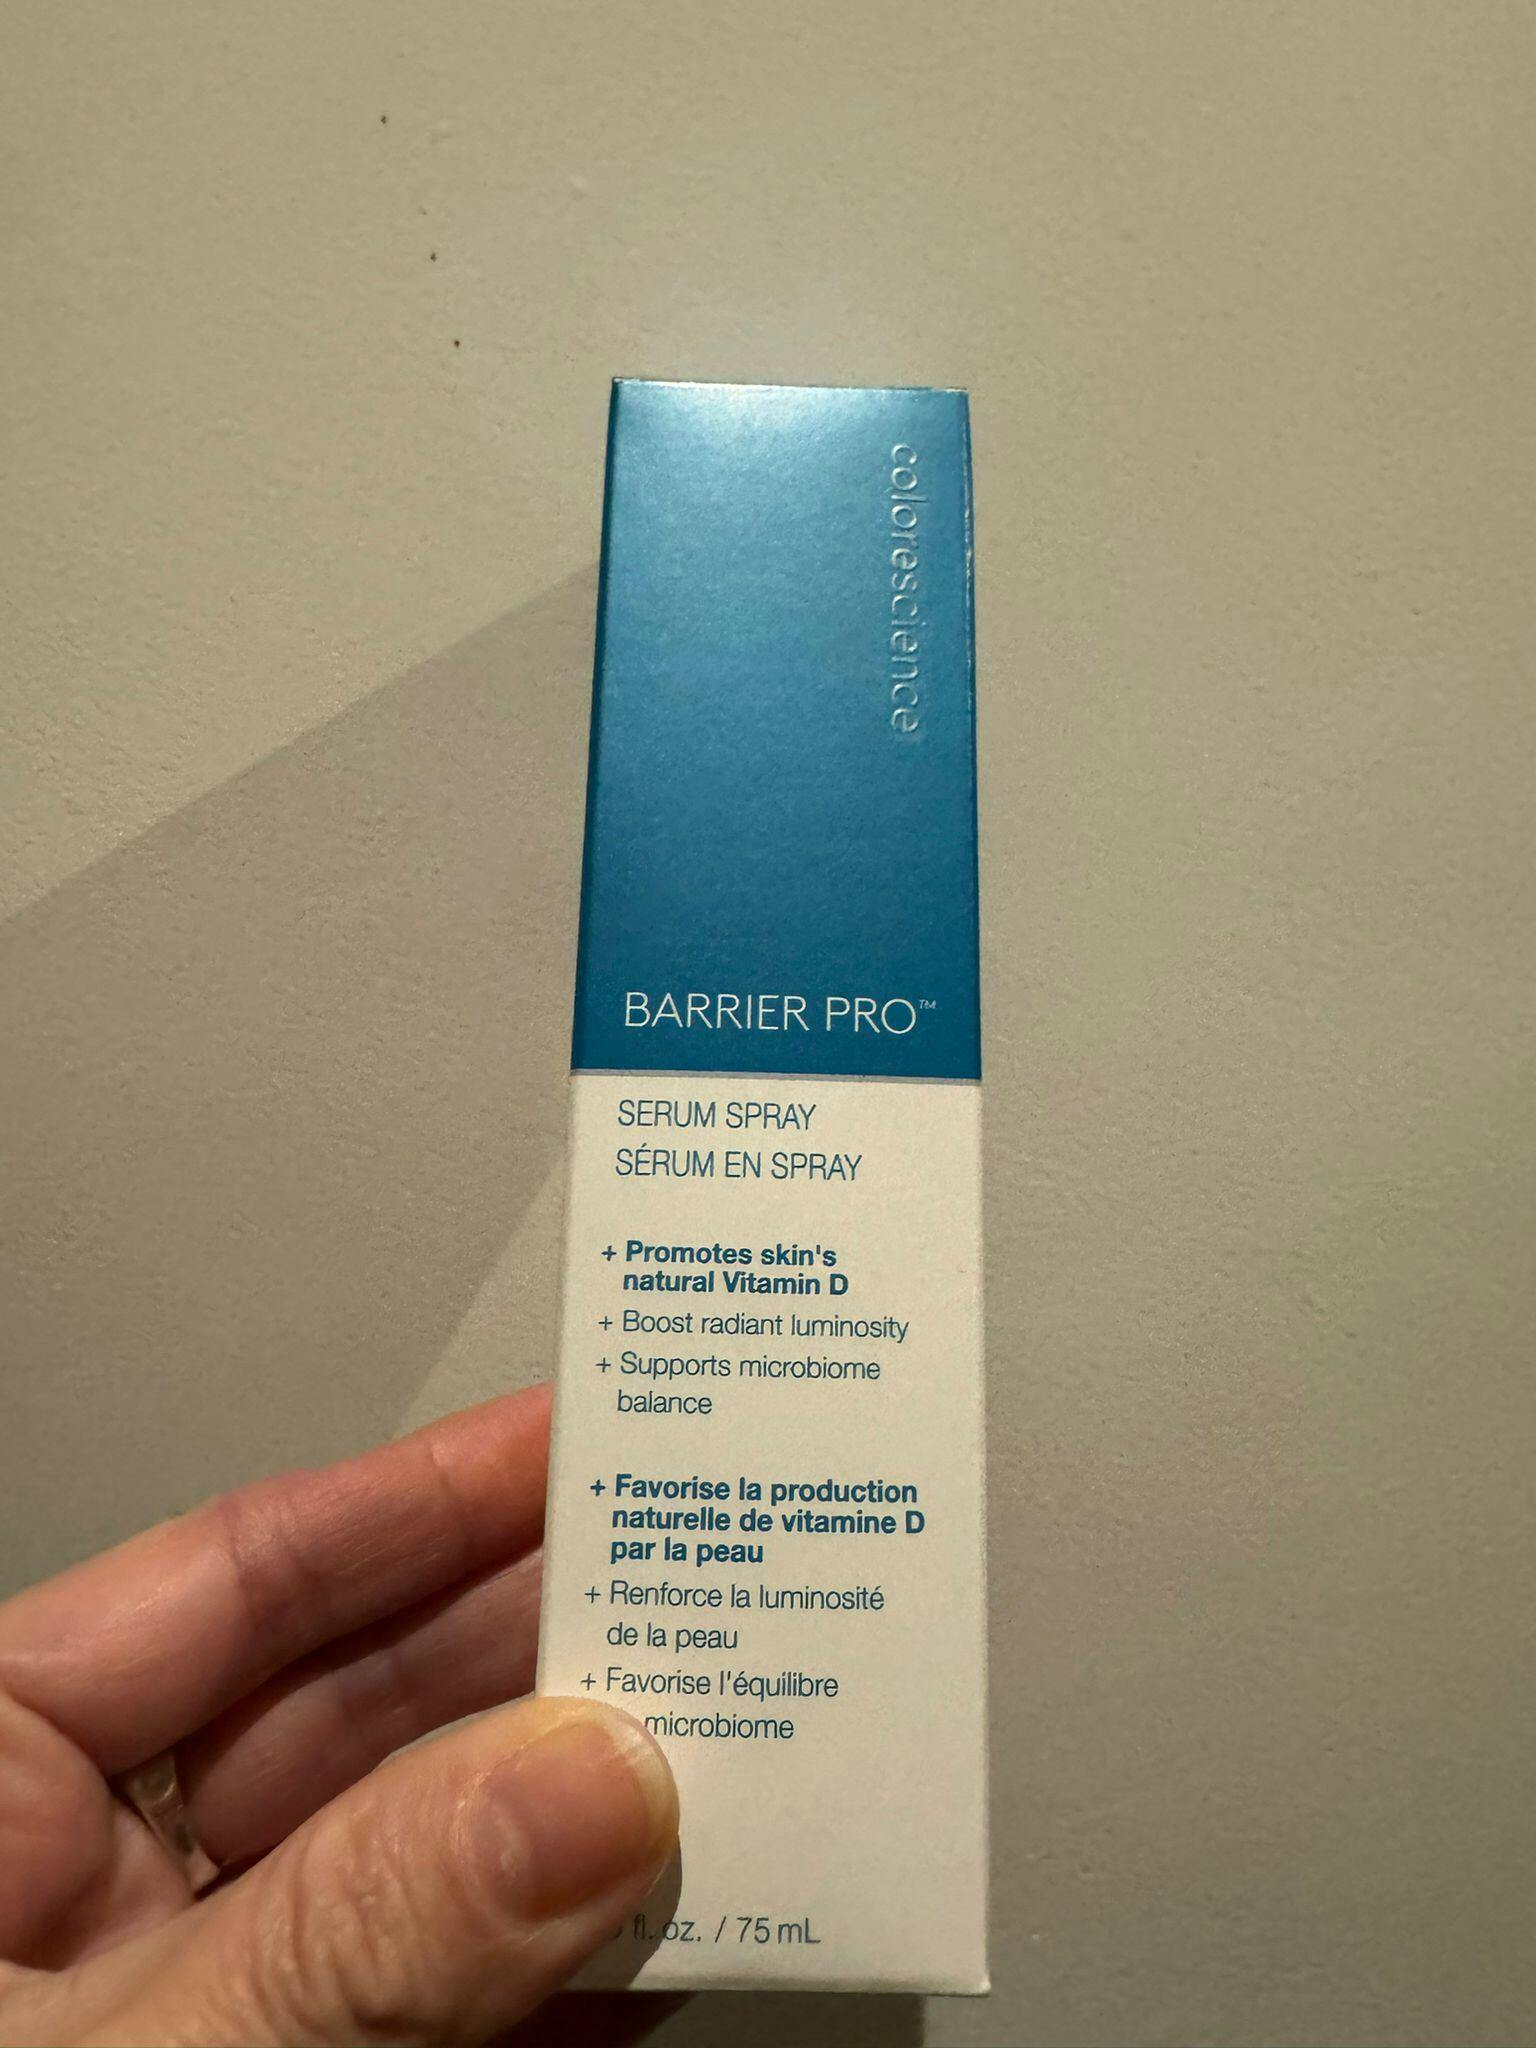 colorescience
BARRIER PRO™
SERUM SPRAY
SÉRUM EN SPRAY
+ Promotes skin's
natural Vitamin D
+ Boost radiant luminosity
+ Supports microbiome
balance
+ Favorise la production
naturelle de vitamine D
par la peau
+ Renforce la luminosité
de la peau
+ Favorise l'équilibre
microbiome
fl. oz. / 75 mL